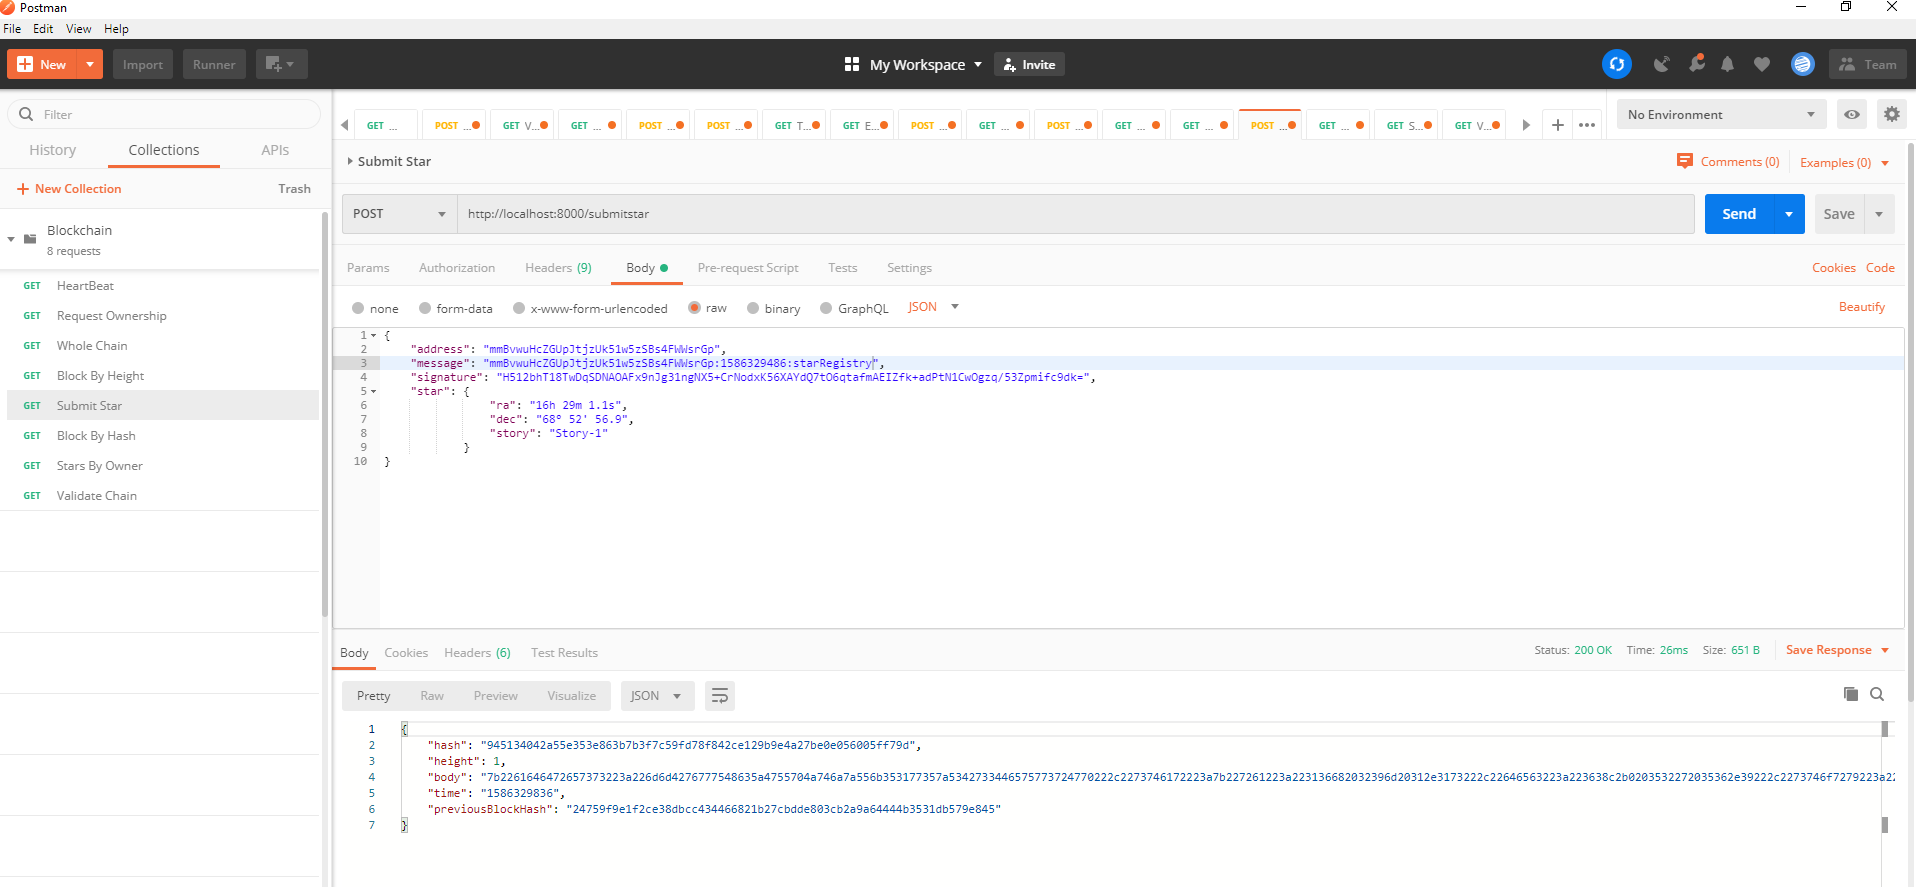 Postman
File Edit View Help
New Import Runner My Workspace Invite Team
Filter
History Collections APIs
New Collection Trash
Blockchain
8 requests
GET HeartBeat
GET Request Ownership
GET Whole Chain
GET Block By Height
GET Submit Star
GET Block By Hash
GET Stars By Owner
GET Validate Chain
GET ... POST ... GET V... GET ... POST ... POST ... GET T... GET E... POST ... GET ... POST ... GET ... GET ... POST ... GET ... GET S... GET V...
No Environment
Submit Star Comments (0) Examples (0)
POST http://localhost:8000/submitstar Send Save
Params Authorization Headers (9) Body Pre-request Script Tests Settings Cookies Code
none form-data x-www-form-urlencoded raw binary GraphQL JSON Beautify
1 {
2 "address": "mmBvwuHcZGUpJtjzUk51w5zSBs4FWWsrGp",
3 "message": "mmBvwuHcZGUpJtjzUk51w5zSBs4FWWsrGp:1586329486:starRegistry",
4 "signature": "H512bhT18TwDqSDNAOAFx9nJg31ngNX5+CrNodxK56XAYdQ7tO6qtafmAEIZfk+adPtN1CwOgzq/53Zpmifc9dk=",
5 "star": {
6 "ra": "16h 29m 1.1s",
7 "dec": "68° 52' 56.9",
8 "story": "Story-1"
9 }
10 }
Body Cookies Headers (6) Test Results Status: 200 OK Time: 26ms Size: 651 B Save Response
Pretty Raw Preview Visualize JSON
1 {
2 "hash": "945134042a55e353e863b7b3f7c59fd78f842ce129b9e4a27be0e056005ff79d",
3 "height": 1,
4 "body": "7b2261646472657373223a226d6d4276777548635a4755704a746a7a556b353177357a534273344657577372477022​2c2273746172223a7b227261223a223136682032396d20312e3173222c22646563223a223638c2b0203532272035362e39222c2273746f7279223a22
5 "time": "1586329836",
6 "previousBlockHash": "24759f9e1f2ce38dbcc434466821b27cbdde803cb2a9a64444b3531db579e845"
7 }